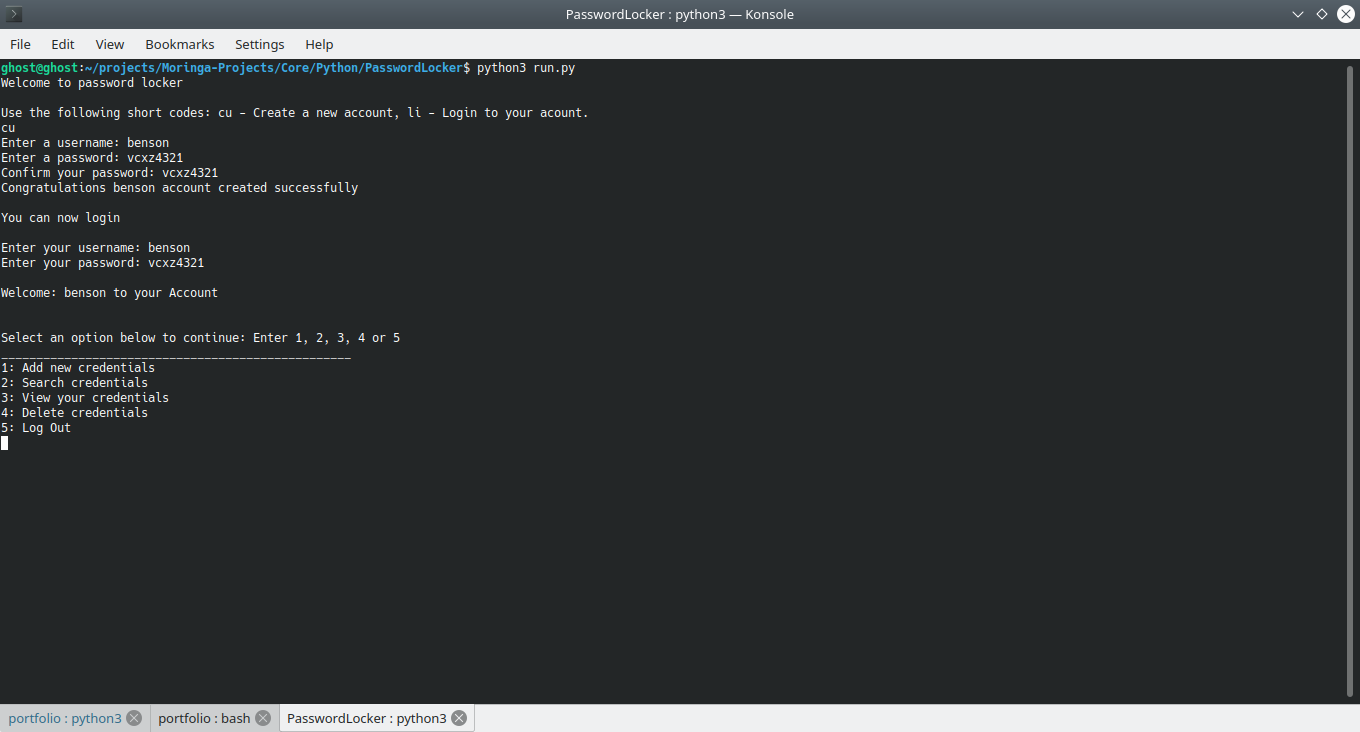 PasswordLocker : python3 — Konsole
File Edit View Bookmarks Settings Help
ghost@ghost:~/projects/Moringa-Projects/Core/Python/PasswordLocker$ python3 run.py
Welcome to password locker
Use the following short codes: cu - Create a new account, li - Login to your acount.
cu
Enter a username: benson
Enter a password: vcxz4321
Confirm your password: vcxz4321
Congratulations benson account created successfully
You can now login
Enter your username: benson
Enter your password: vcxz4321
Welcome: benson to your Account
Select an option below to continue: Enter 1, 2, 3, 4 or 5
__________________________________________________
1: Add new credentials
2: Search credentials
3: View your credentials
4: Delete credentials
5: Log Out
portfolio : python3 portfolio : bash PasswordLocker : python3